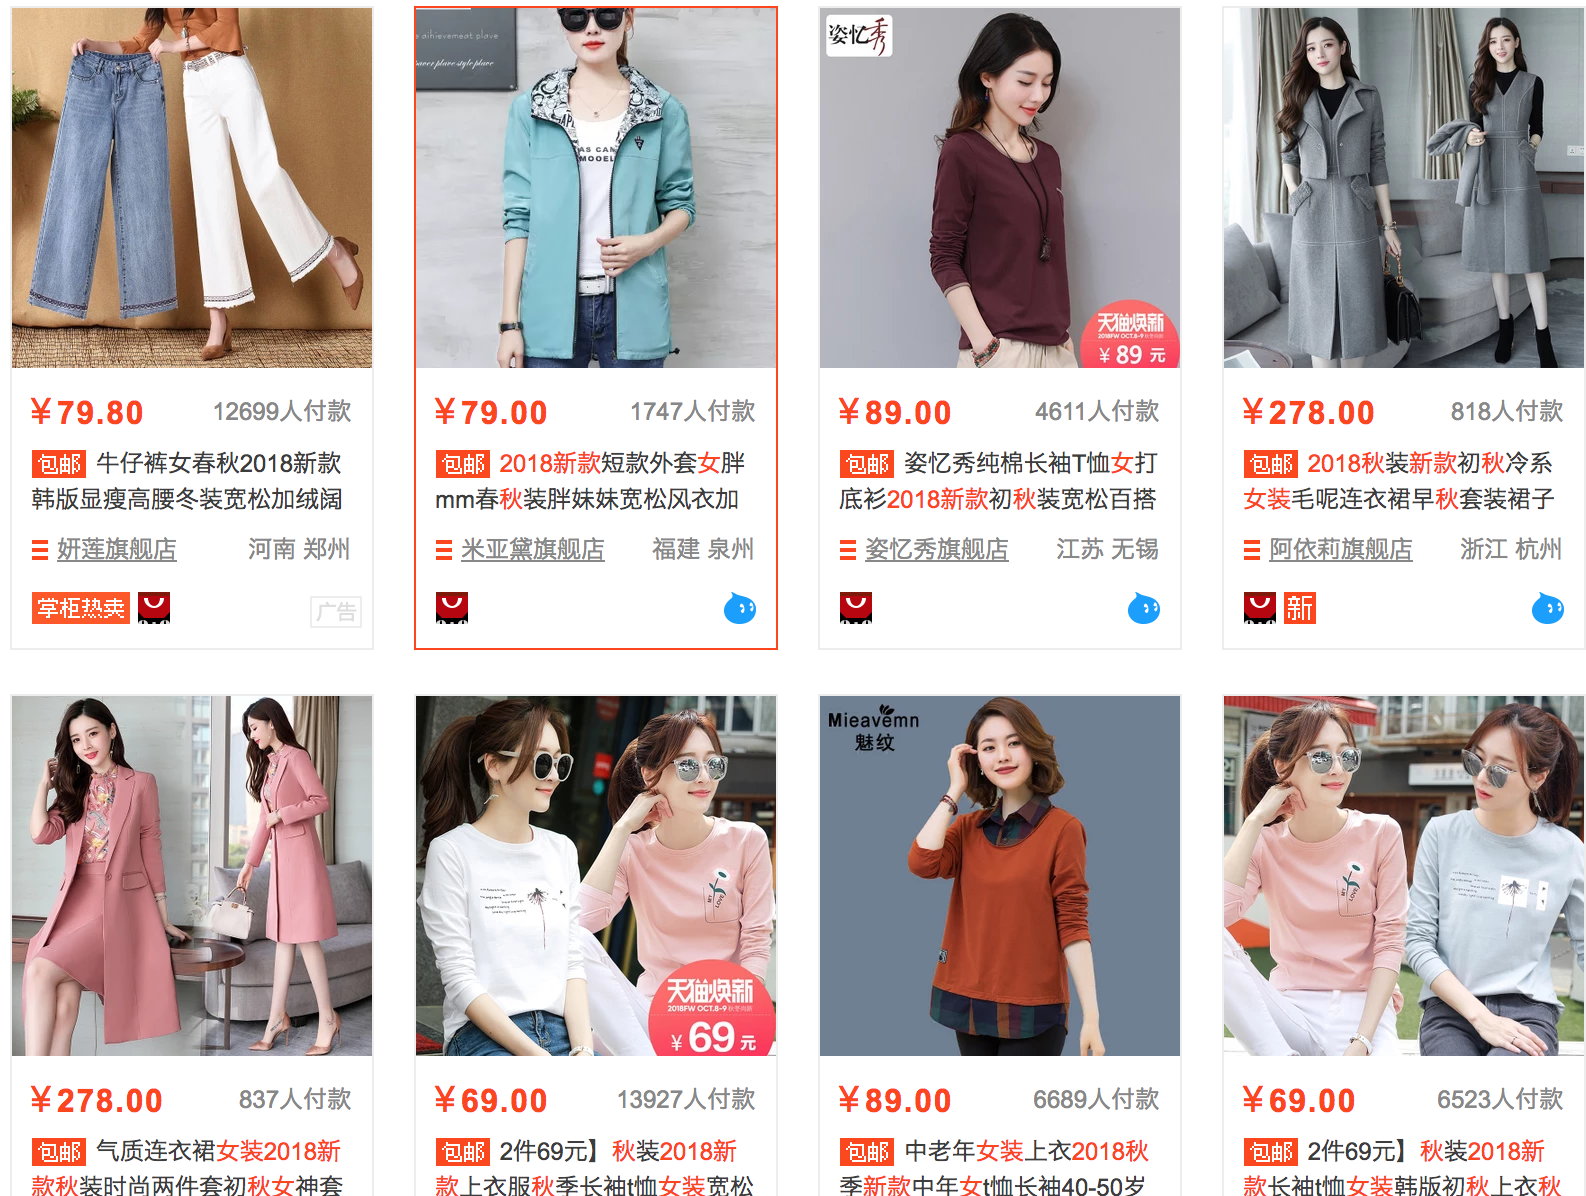 姿忆秀
天猫焕新
2018FW OCT.8-9
¥ 89 元
¥79.80 12699人付款
包邮 牛仔裤女春秋2018新款
韩版显瘦高腰冬装宽松加绒阔
妍莲旗舰店 河南 郑州
掌柜热卖 广告
¥79.00 1747人付款
包邮 2018新款短款外套女胖
mm春秋装胖妹妹宽松风衣加
米亚黛旗舰店 福建 泉州
¥89.00 4611人付款
包邮 姿忆秀纯棉长袖T恤女打
底衫2018新款初秋装宽松百搭
姿忆秀旗舰店 江苏 无锡
¥278.00 818人付款
包邮 2018秋装新款初秋冷系
女装毛呢连衣裙早秋套装裙子
阿依莉旗舰店 浙江 杭州
新
天猫焕新
2018FW OCT.8-9
¥ 69 元
Mieavemn
魅纹
MY
LOVE
MY
LOVE
¥278.00 837人付款
包邮 气质连衣裙女装2018新
款秋装时尚两件套初秋女神套
¥69.00 13927人付款
包邮 2件69元】秋装2018新
款上衣服秋季长袖t恤女装宽松
¥89.00 6689人付款
包邮 中老年女装上衣2018秋
季新款中年女t恤长袖40-50岁
¥69.00 6523人付款
包邮 2件69元】秋装2018新
款长袖t恤女装韩版初秋上衣秋